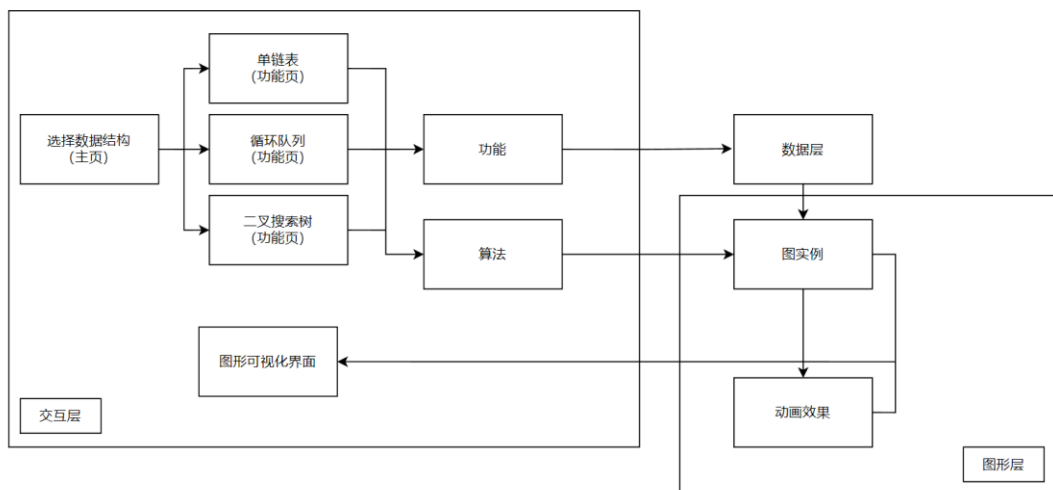 单链表
(功能页)
选择数据结构
(主页)
循环队列
(功能页)
功能
数据层
二叉搜索树
(功能页)
算法
图实例
图形可视化界面
动画效果
交互层
图形层